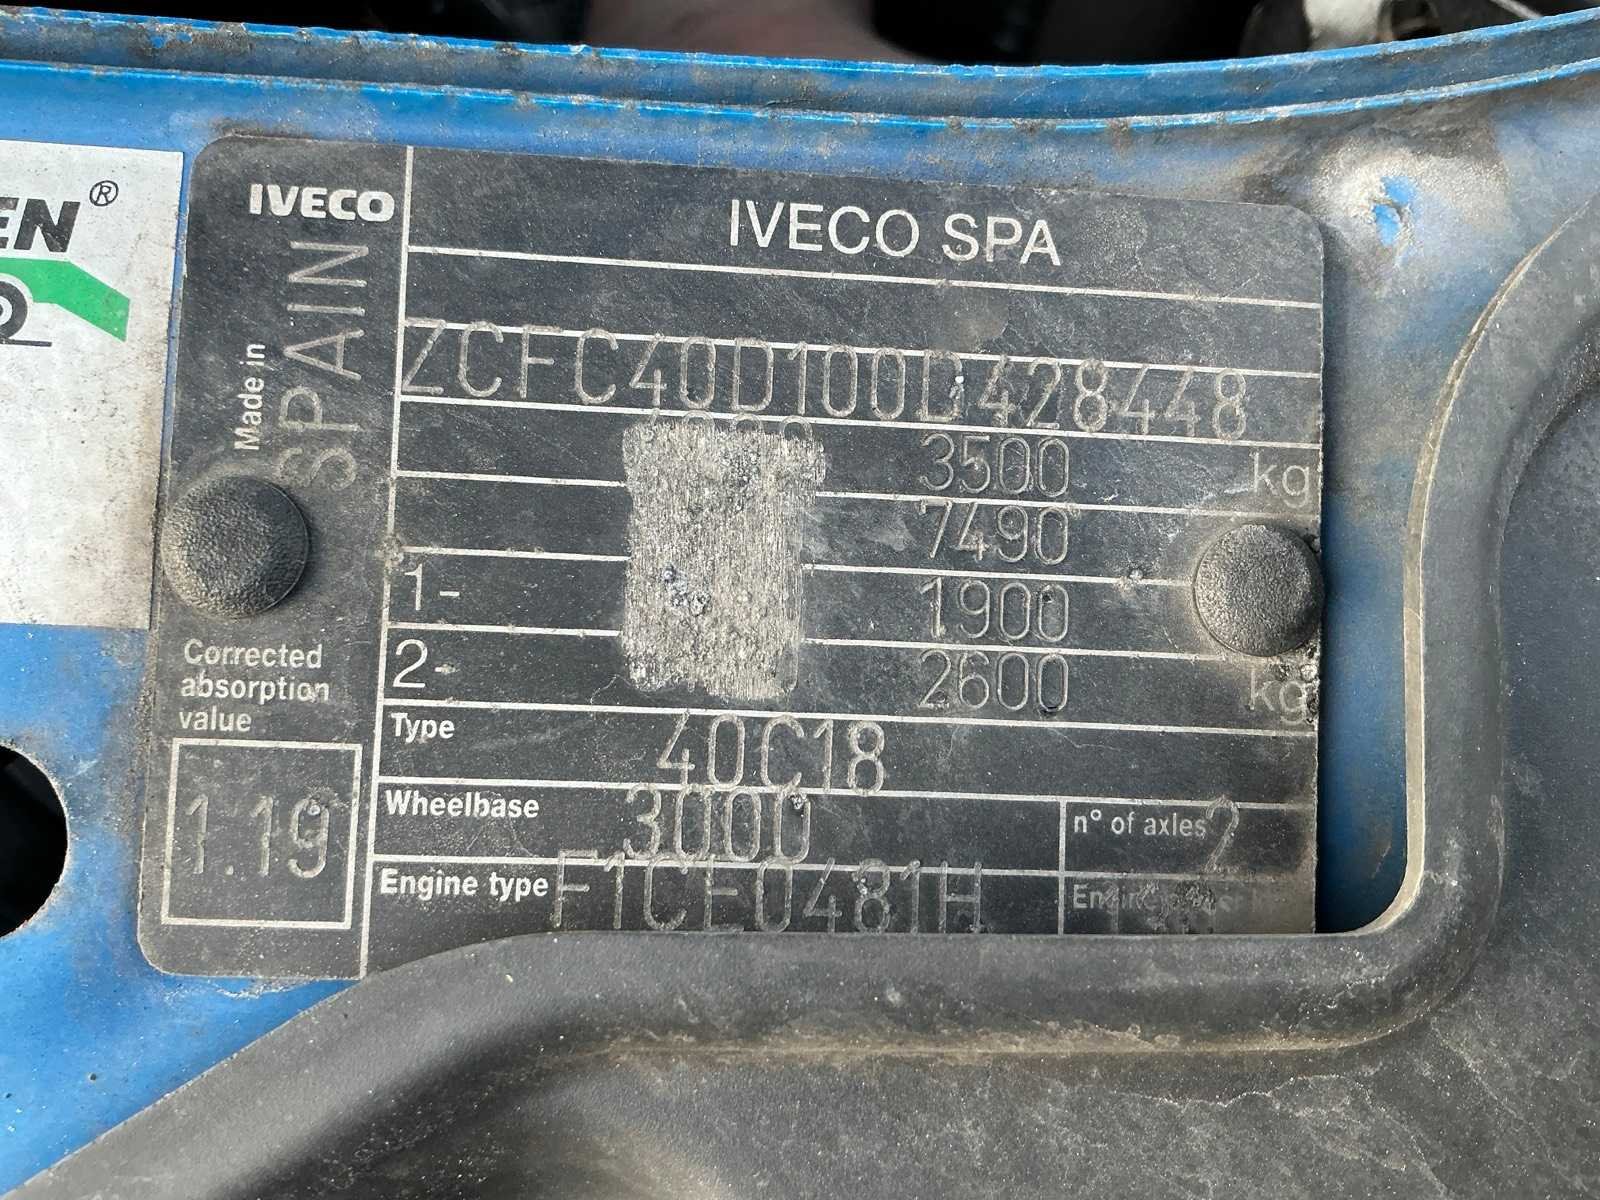 EN®
IVECO
IVECO SPA
Made in
SPAIN
ZCFC40D100D428448
3500 kg
7490
1- 1900
2- 2600 kg
Corrected
absorption
value
1.19
Type 40C18
Wheelbase 3000 n° of axles 2
Engine type F1CE0481H